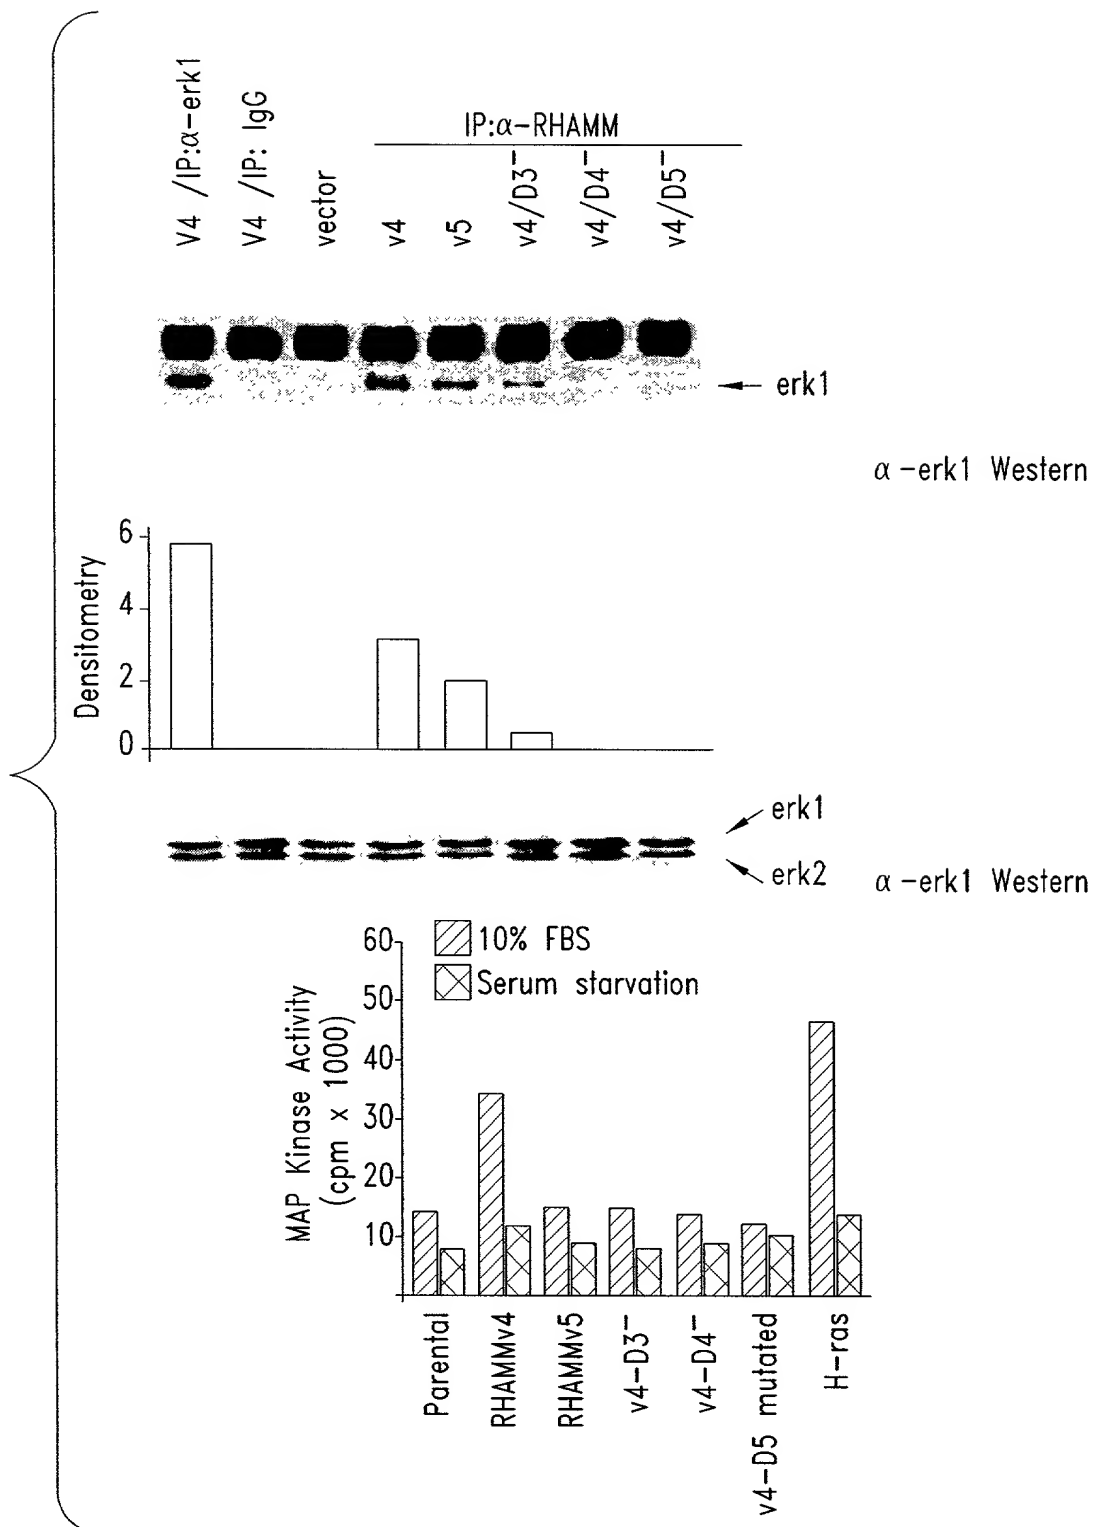 V4 /IP:α-erk1
V4 /IP: IgG
vector
IP:α-RHAMM
v4
v5
v4/D3⁻
v4/D4⁻
v4/D5⁻
erk1
α-erk1 Western
Densitometry
6
4
2
0
erk1
erk2
α-erk1 Western
MAP Kinase Activity
(cpm x 1000)
60
50
40
30
20
10
10% FBS
Serum starvation
Parental
RHAMMv4
RHAMMv5
v4-D3⁻
v4-D4⁻
v4-D5 mutated
H-ras